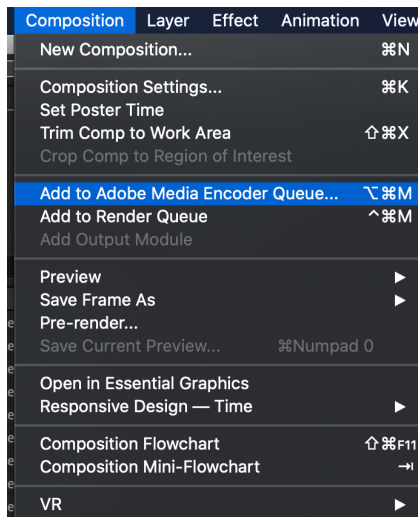 Composition Layer Effect Animation View
New Composition... ⌘N
Composition Settings... ⌘K
Set Poster Time
Trim Comp to Work Area ⇧⌘X
Crop Comp to Region of Interest
Add to Adobe Media Encoder Queue... ⌥⌘M
Add to Render Queue ^⌘M
Add Output Module
Preview ▶
Save Frame As ▶
Pre-render...
Save Current Preview... ⌘Numpad 0
Open in Essential Graphics
Responsive Design — Time ▶
Composition Flowchart ⇧⌘F11
Composition Mini-Flowchart ⇥
VR ▶